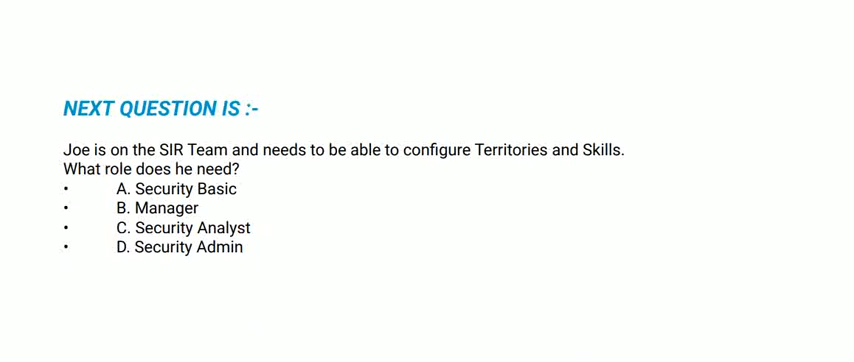 NEXT QUESTION IS :-
Joe is on the SIR Team and needs to be able to configure Territories and Skills.
What role does he need?
• A. Security Basic
• B. Manager
• C. Security Analyst
• D. Security Admin